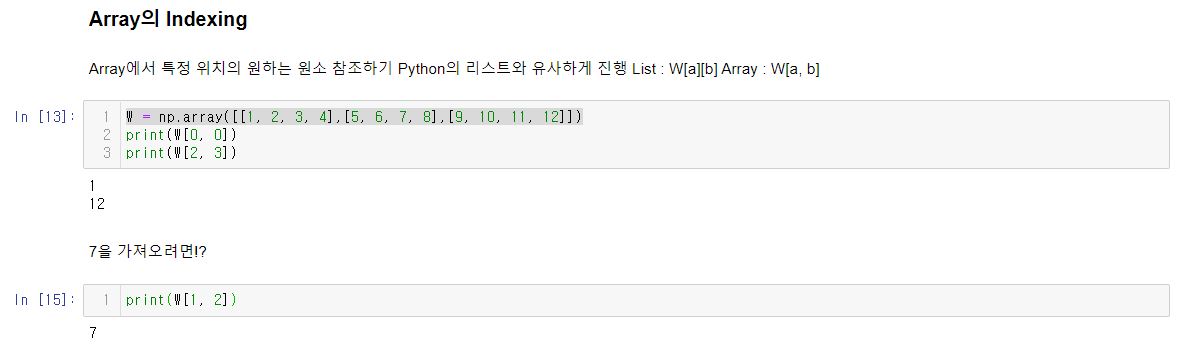 Array의 Indexing
Array에서 특정 위치의 원하는 원소 참조하기 Python의 리스트와 유사하게 진행 List : W[a][b] Array : W[a, b]
In [13]: 1 W = np.array([[1, 2, 3, 4],[5, 6, 7, 8],[9, 10, 11, 12]])
2 print(W[0, 0])
3 print(W[2, 3])
1
12
7을 가져오려면!?
In [15]: 1 print(W[1, 2])
7